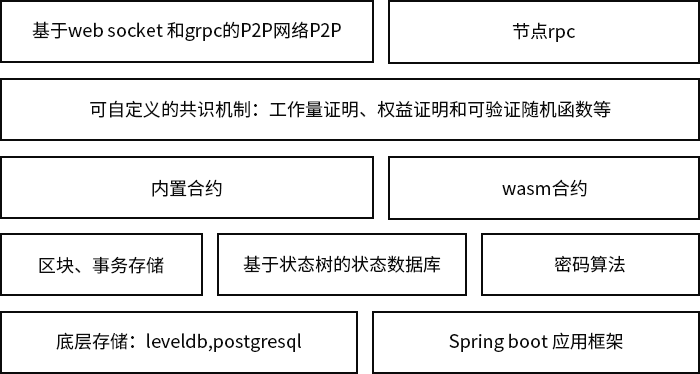 基于web socket 和grpc的P2P网络P2P
节点rpc
可自定义的共识机制：工作量证明、权益证明和可验证随机函数等
内置合约
wasm合约
区块、事务存储
基于状态树的状态数据库
密码算法
底层存储：leveldb,postgresql
Spring boot 应用框架